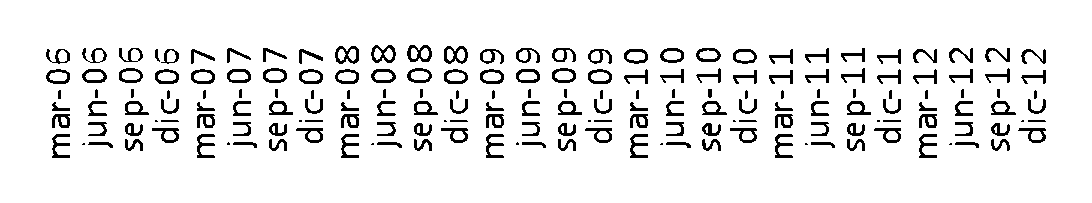 mar-06
jun-06
sep-06
dic-06
mar-07
jun-07
sep-07
dic-07
mar-08
jun-08
sep-08
dic-08
mar-09
jun-09
sep-09
dic-09
mar-10
jun-10
sep-10
dic-10
mar-11
jun-11
sep-11
dic-11
mar-12
jun-12
sep-12
dic-12